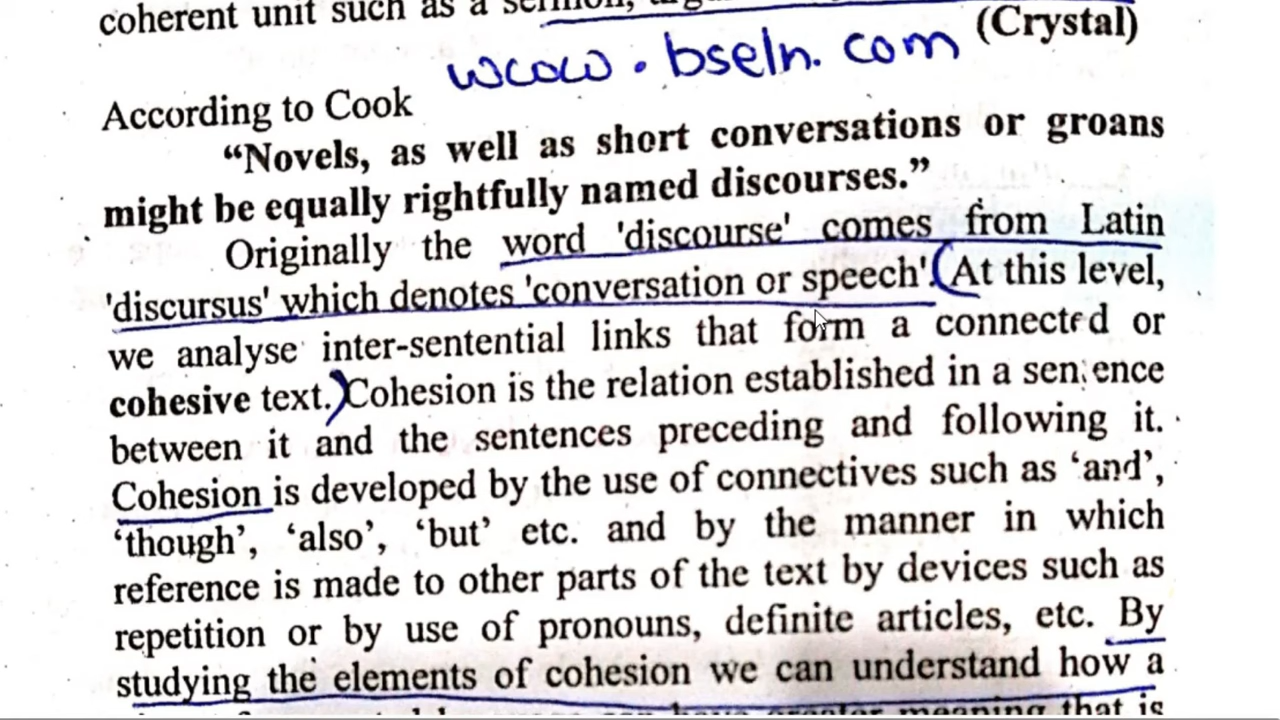 coherent unit such as a sermon,
(Crystal)
wcow.bseln.com
According to Cook
“Novels, as well as short conversations or groans
might be equally rightfully named discourses.”
Originally the word 'discourse' comes from Latin
'discursus' which denotes 'conversation or speech'. (At this level,
we analyse inter-sentential links that form a connected or
cohesive text.) Cohesion is the relation established in a sentence
between it and the sentences preceding and following it.
Cohesion is developed by the use of connectives such as ‘and’,
‘though’, ‘also’, ‘but’ etc. and by the manner in which
reference is made to other parts of the text by devices such as
repetition or by use of pronouns, definite articles, etc. By
studying the elements of cohesion we can understand how a
meaning that is